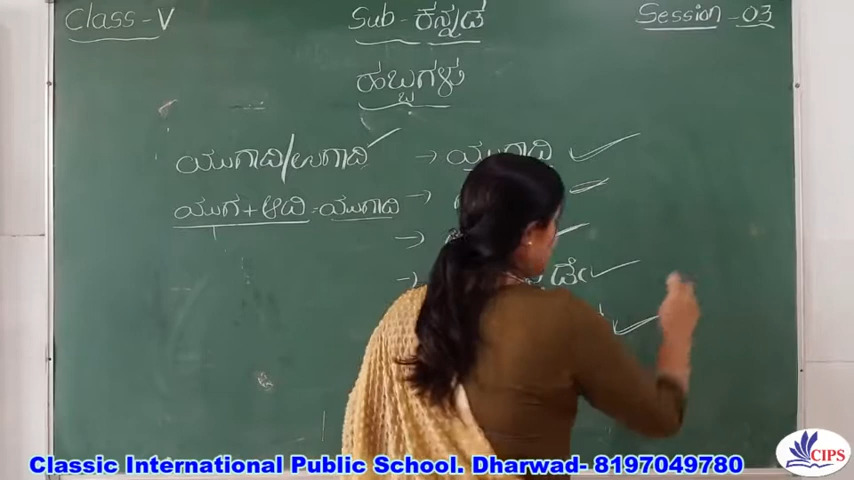 Class - V Sub - ಕನ್ನಡ Session - 03
ಹಬ್ಬಗಳು
ಯುಗಾದಿ/ಉಗಾದಿ → ಯುಗಾದಿ
ಯುಗ + ಆದಿ = ಯುಗಾದಿ →
→
→
Classic International Public School. Dharwad- 8197049780
CIPS